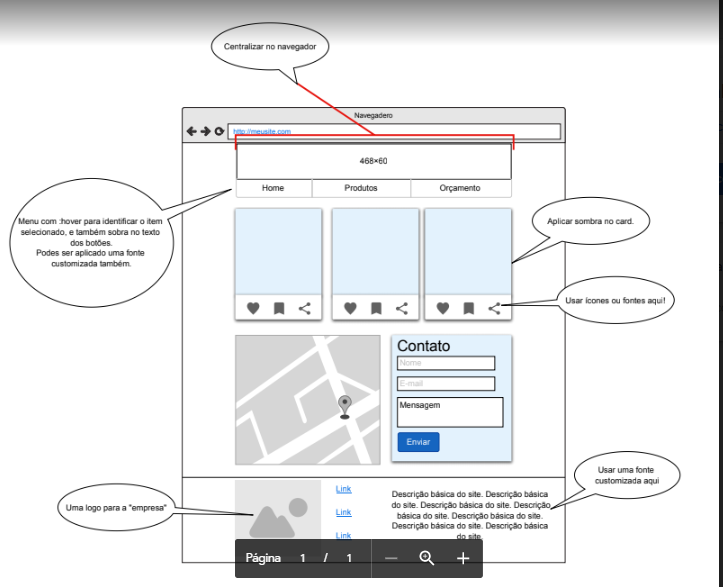 Centralizar no navegador
Navegadero
http://meusite.com
468×60
Home
Produtos
Orçamento
Menu com :hover para identificar o item
selecionado, e também sobra no texto
dos botões.
Podes ser aplicado uma fonte
customizada também.
Aplicar sombra no card.
Usar ícones ou fontes aqui!
Contato
Nome
E-mail
Mensagem
Enviar
Usar uma fonte
customizada aqui
Uma logo para a "empresa"
Link
Link
Link
Descrição básica do site. Descrição básica
do site. Descrição básica do site. Descrição
básica do site. Descrição básica do site.
Descrição básica do site. Descrição básica
do site.
Página 1 / 1